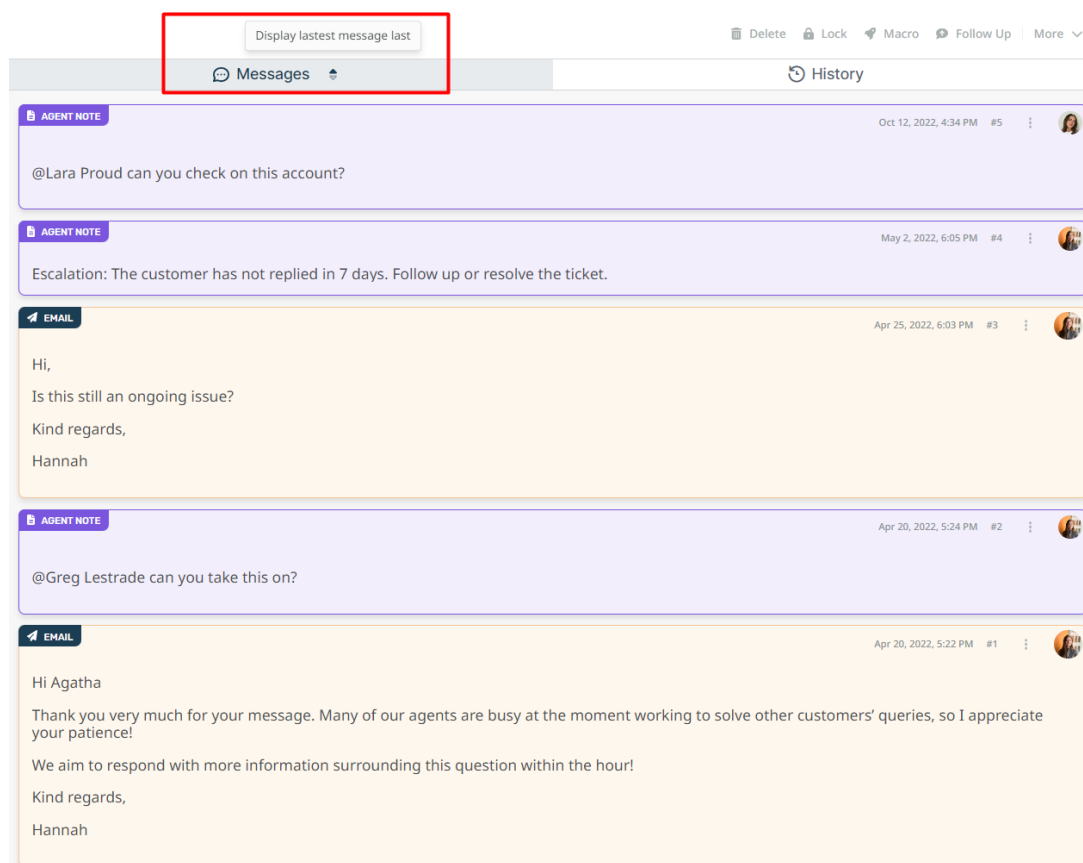 Display lastest message last
Delete Lock Macro Follow Up More
Messages History
AGENT NOTE
Oct 12, 2022, 4:34 PM #5
@Lara Proud can you check on this account?
AGENT NOTE
May 2, 2022, 6:05 PM #4
Escalation: The customer has not replied in 7 days. Follow up or resolve the ticket.
EMAIL
Apr 25, 2022, 6:03 PM #3
Hi,
Is this still an ongoing issue?
Kind regards,
Hannah
AGENT NOTE
Apr 20, 2022, 5:24 PM #2
@Greg Lestrade can you take this on?
EMAIL
Apr 20, 2022, 5:22 PM #1
Hi Agatha
Thank you very much for your message. Many of our agents are busy at the moment working to solve other customers’ queries, so I appreciate
your patience!
We aim to respond with more information surrounding this question within the hour!
Kind regards,
Hannah